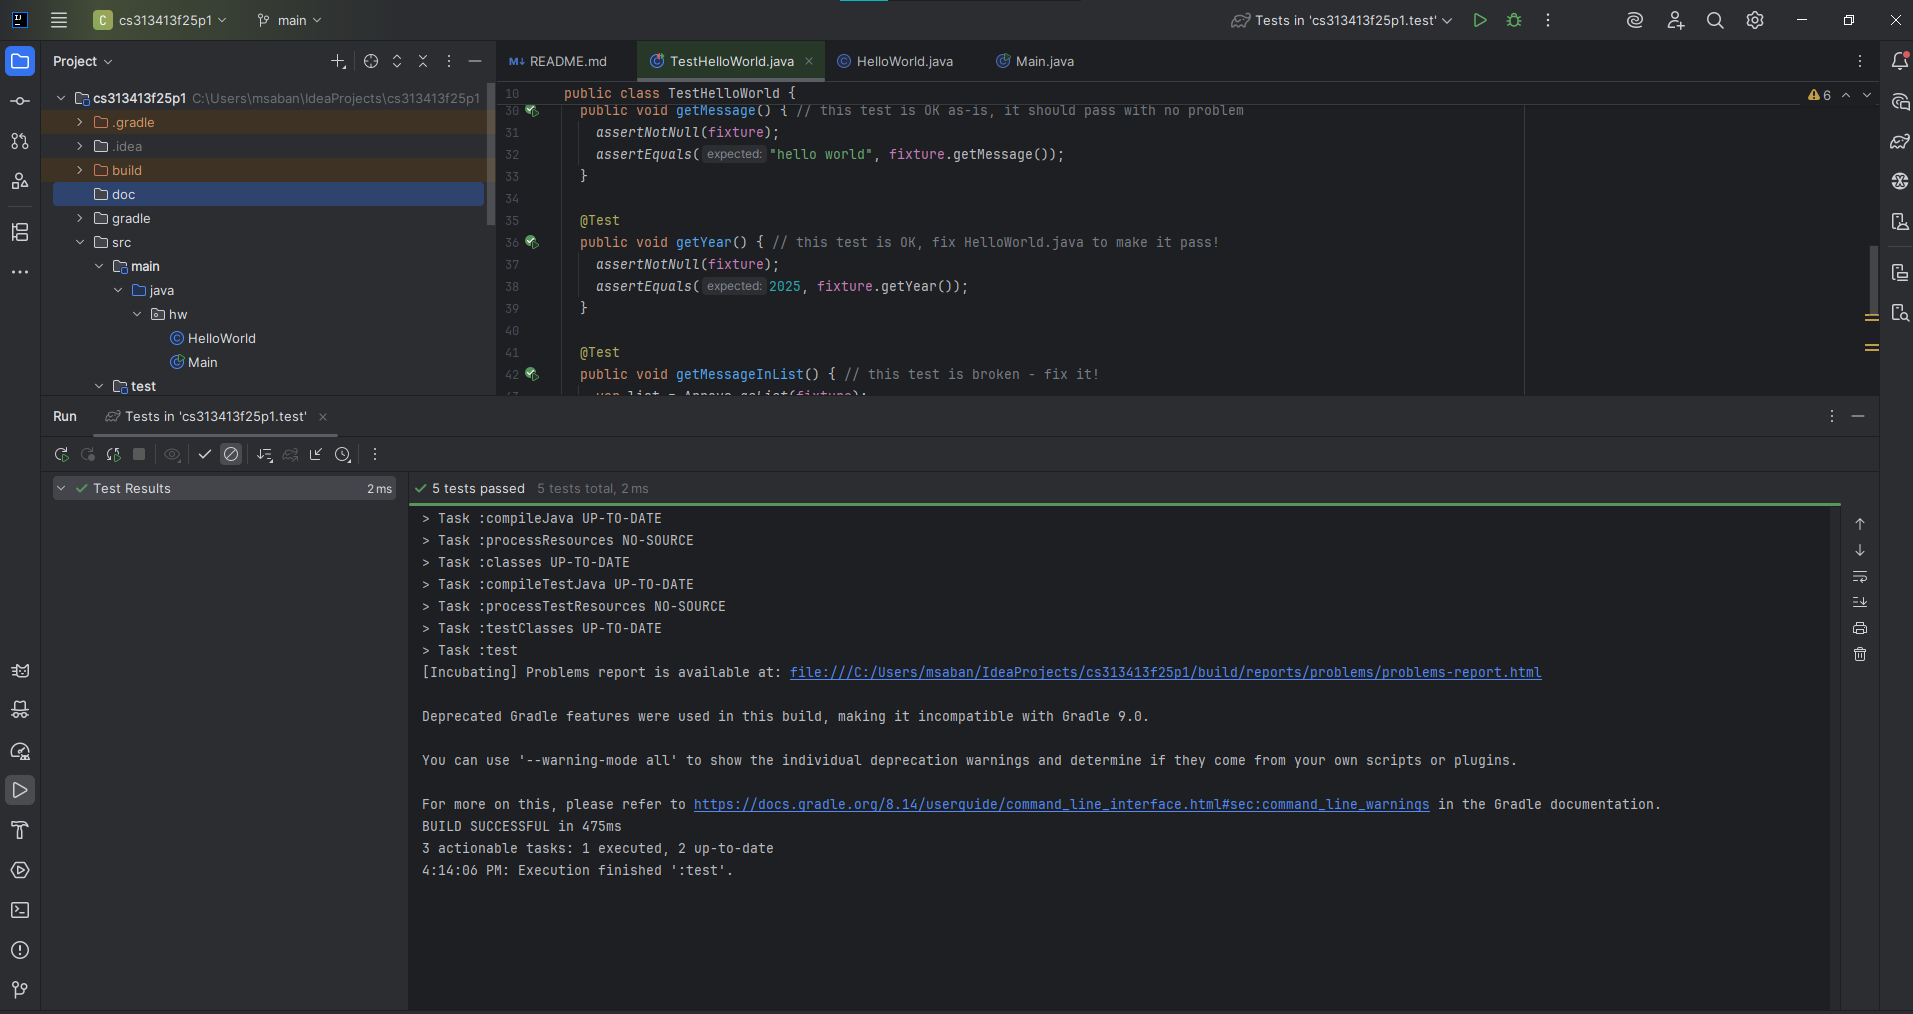 C cs313413f25p1 main Tests in 'cs313413f25p1.test'
Project
cs313413f25p1 C:\Users\msaban\IdeaProjects\cs313413f25p1
.gradle
.idea
build
doc
gradle
src
main
java
hw
HelloWorld
Main
test
README.md TestHelloWorld.java HelloWorld.java Main.java
10 public class TestHelloWorld {
6
30 public void getMessage() { // this test is OK as-is, it should pass with no problem
31 assertNotNull(fixture);
32 assertEquals( expected: "hello world", fixture.getMessage());
33 }
34
35 @Test
36 public void getYear() { // this test is OK, fix HelloWorld.java to make it pass!
37 assertNotNull(fixture);
38 assertEquals( expected: 2025, fixture.getYear());
39 }
40
41 @Test
42 public void getMessageInList() { // this test is broken - fix it!
var list = Arrays.asList(fixture);
Run Tests in 'cs313413f25p1.test'
Test Results 2 ms
5 tests passed 5 tests total, 2 ms
> Task :compileJava UP-TO-DATE
> Task :processResources NO-SOURCE
> Task :classes UP-TO-DATE
> Task :compileTestJava UP-TO-DATE
> Task :processTestResources NO-SOURCE
> Task :testClasses UP-TO-DATE
> Task :test
[Incubating] Problems report is available at: file:///C:/Users/msaban/IdeaProjects/cs313413f25p1/build/reports/problems/problems-report.html
Deprecated Gradle features were used in this build, making it incompatible with Gradle 9.0.
You can use '--warning-mode all' to show the individual deprecation warnings and determine if they come from your own scripts or plugins.
For more on this, please refer to https://docs.gradle.org/8.14/userguide/command_line_interface.html#sec:command_line_warnings in the Gradle documentation.
BUILD SUCCESSFUL in 475ms
3 actionable tasks: 1 executed, 2 up-to-date
4:14:06 PM: Execution finished ':test'.